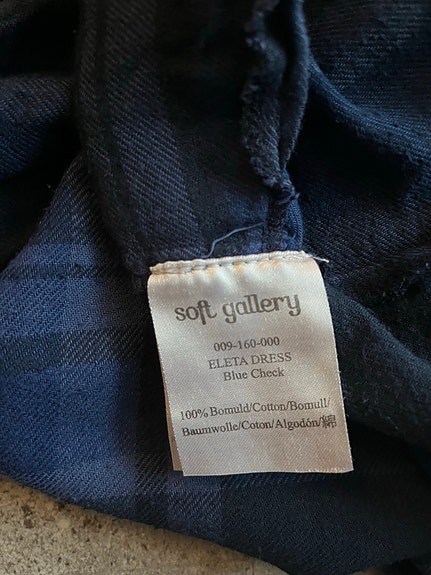 soft gallery
009-160-000
ELETA DRESS
Blue Check
100% Bomuld/Cotton/Bomull/
Baumwolle/Coton/Algodón/綿